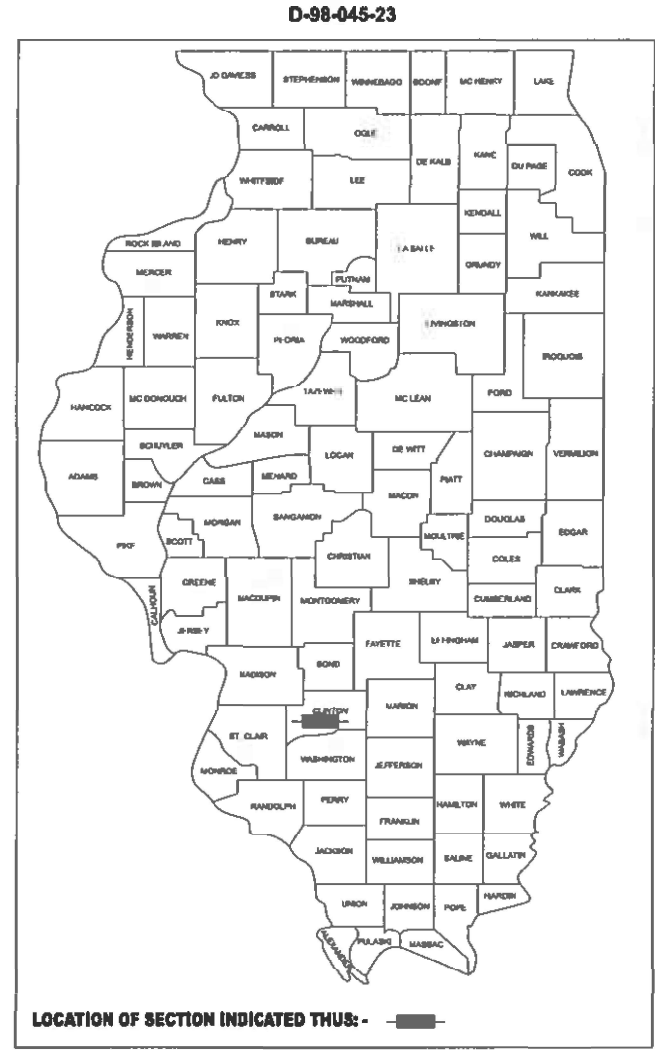 D-98-045-23
JO DAVIESS STEPHENSON WINNEBAGO BOONE MC HENRY LAKE
CARROLL OGLE
DE KALB KANE DU PAGE COOK
WHITESIDE LEE
KENDALL
ROCK ISLAND HENRY BUREAU LA SALLE WILL
MERCER PUTNAM GRUNDY
STARK MARSHALL KANKAKEE
HENDERSON WARREN KNOX PEORIA WOODFORD LIVINGSTON
IROQUOIS
HANCOCK MC DONOUGH FULTON TAZEWELL MC LEAN FORD
MASON
SCHUYLER LOGAN DE WITT CHAMPAIGN VERMILION
ADAMS BROWN CASS MENARD PIATT
MACON
PIKE SCOTT MORGAN SANGAMON MOULTRIE DOUGLAS EDGAR
CHRISTIAN COLES
CALHOUN GREENE MACOUPIN MONTGOMERY SHELBY CUMBERLAND CLARK
JERSEY FAYETTE EFFINGHAM JASPER CRAWFORD
MADISON BOND
CLAY RICHLAND LAWRENCE
CLINTON MARION
ST. CLAIR WAYNE EDWARDS WABASH
MONROE WASHINGTON JEFFERSON
RANDOLPH PERRY HAMILTON WHITE
FRANKLIN
JACKSON WILLIAMSON SALINE GALLATIN
UNION JOHNSON POPE HARDIN
ALEXANDER PULASKI MASSAC
LOCATION OF SECTION INDICATED THUS: -